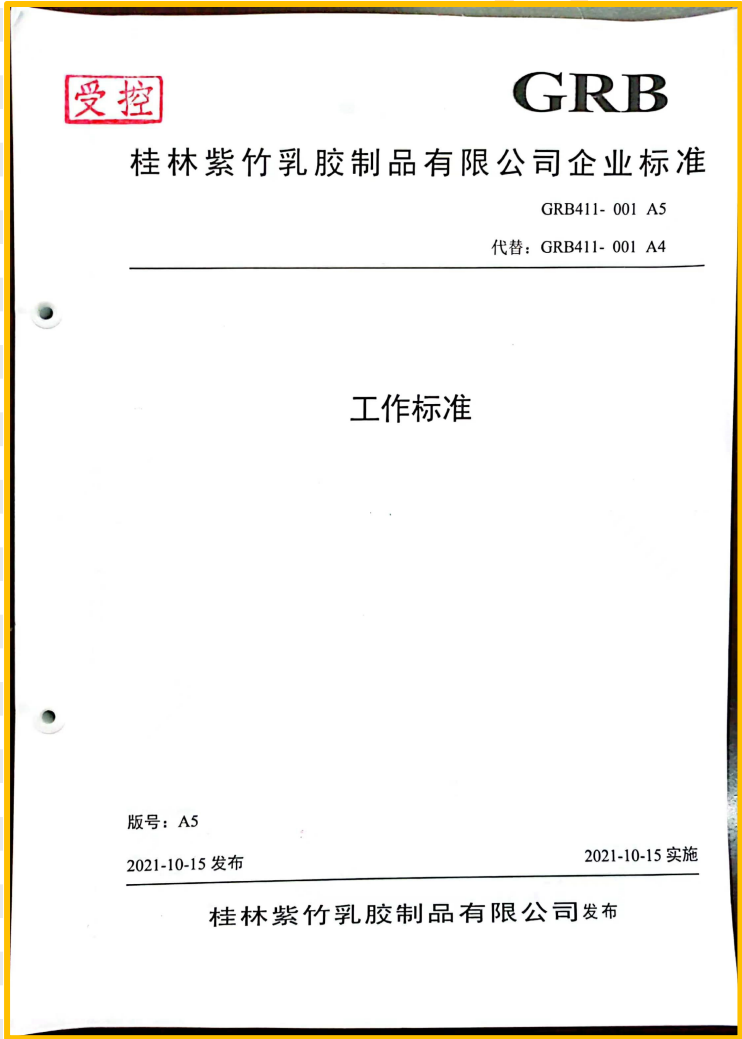 受控
GRB
桂林紫竹乳胶制品有限公司企业标准
GRB411- 001 A5
代替：GRB411- 001 A4
工作标准
版号：A5
2021-10-15 发布
2021-10-15 实施
桂林紫竹乳胶制品有限公司发布